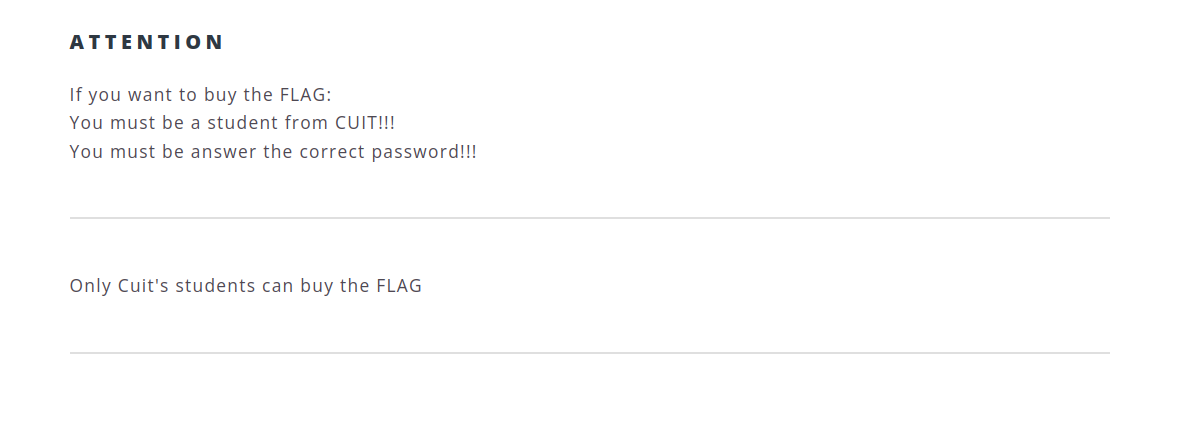 ATTENTION
If you want to buy the FLAG:
You must be a student from CUIT!!!
You must be answer the correct password!!!
Only Cuit's students can buy the FLAG